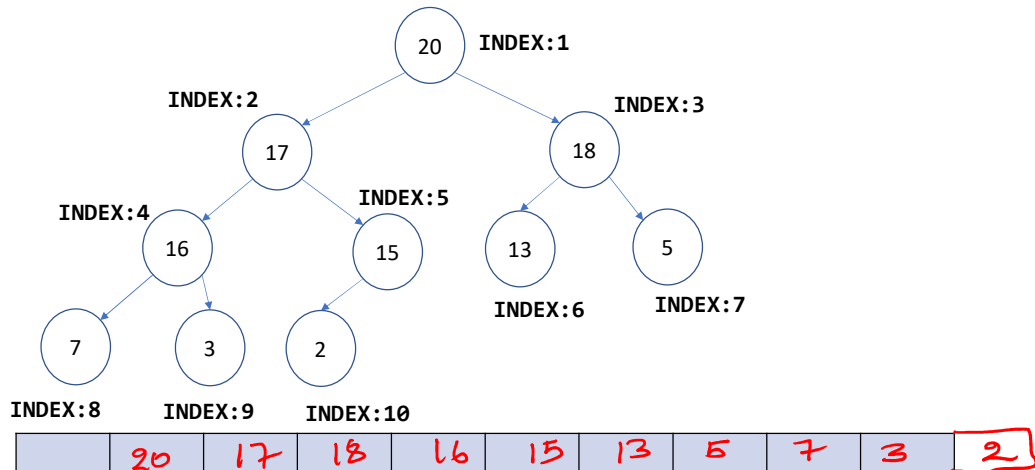 20 INDEX:1
INDEX:2 INDEX:3
17 18
INDEX:4 INDEX:5
16 15 13 5
INDEX:6 INDEX:7
7 3 2
INDEX:8 INDEX:9 INDEX:10
20 17 18 16 15 13 5 7 3 2